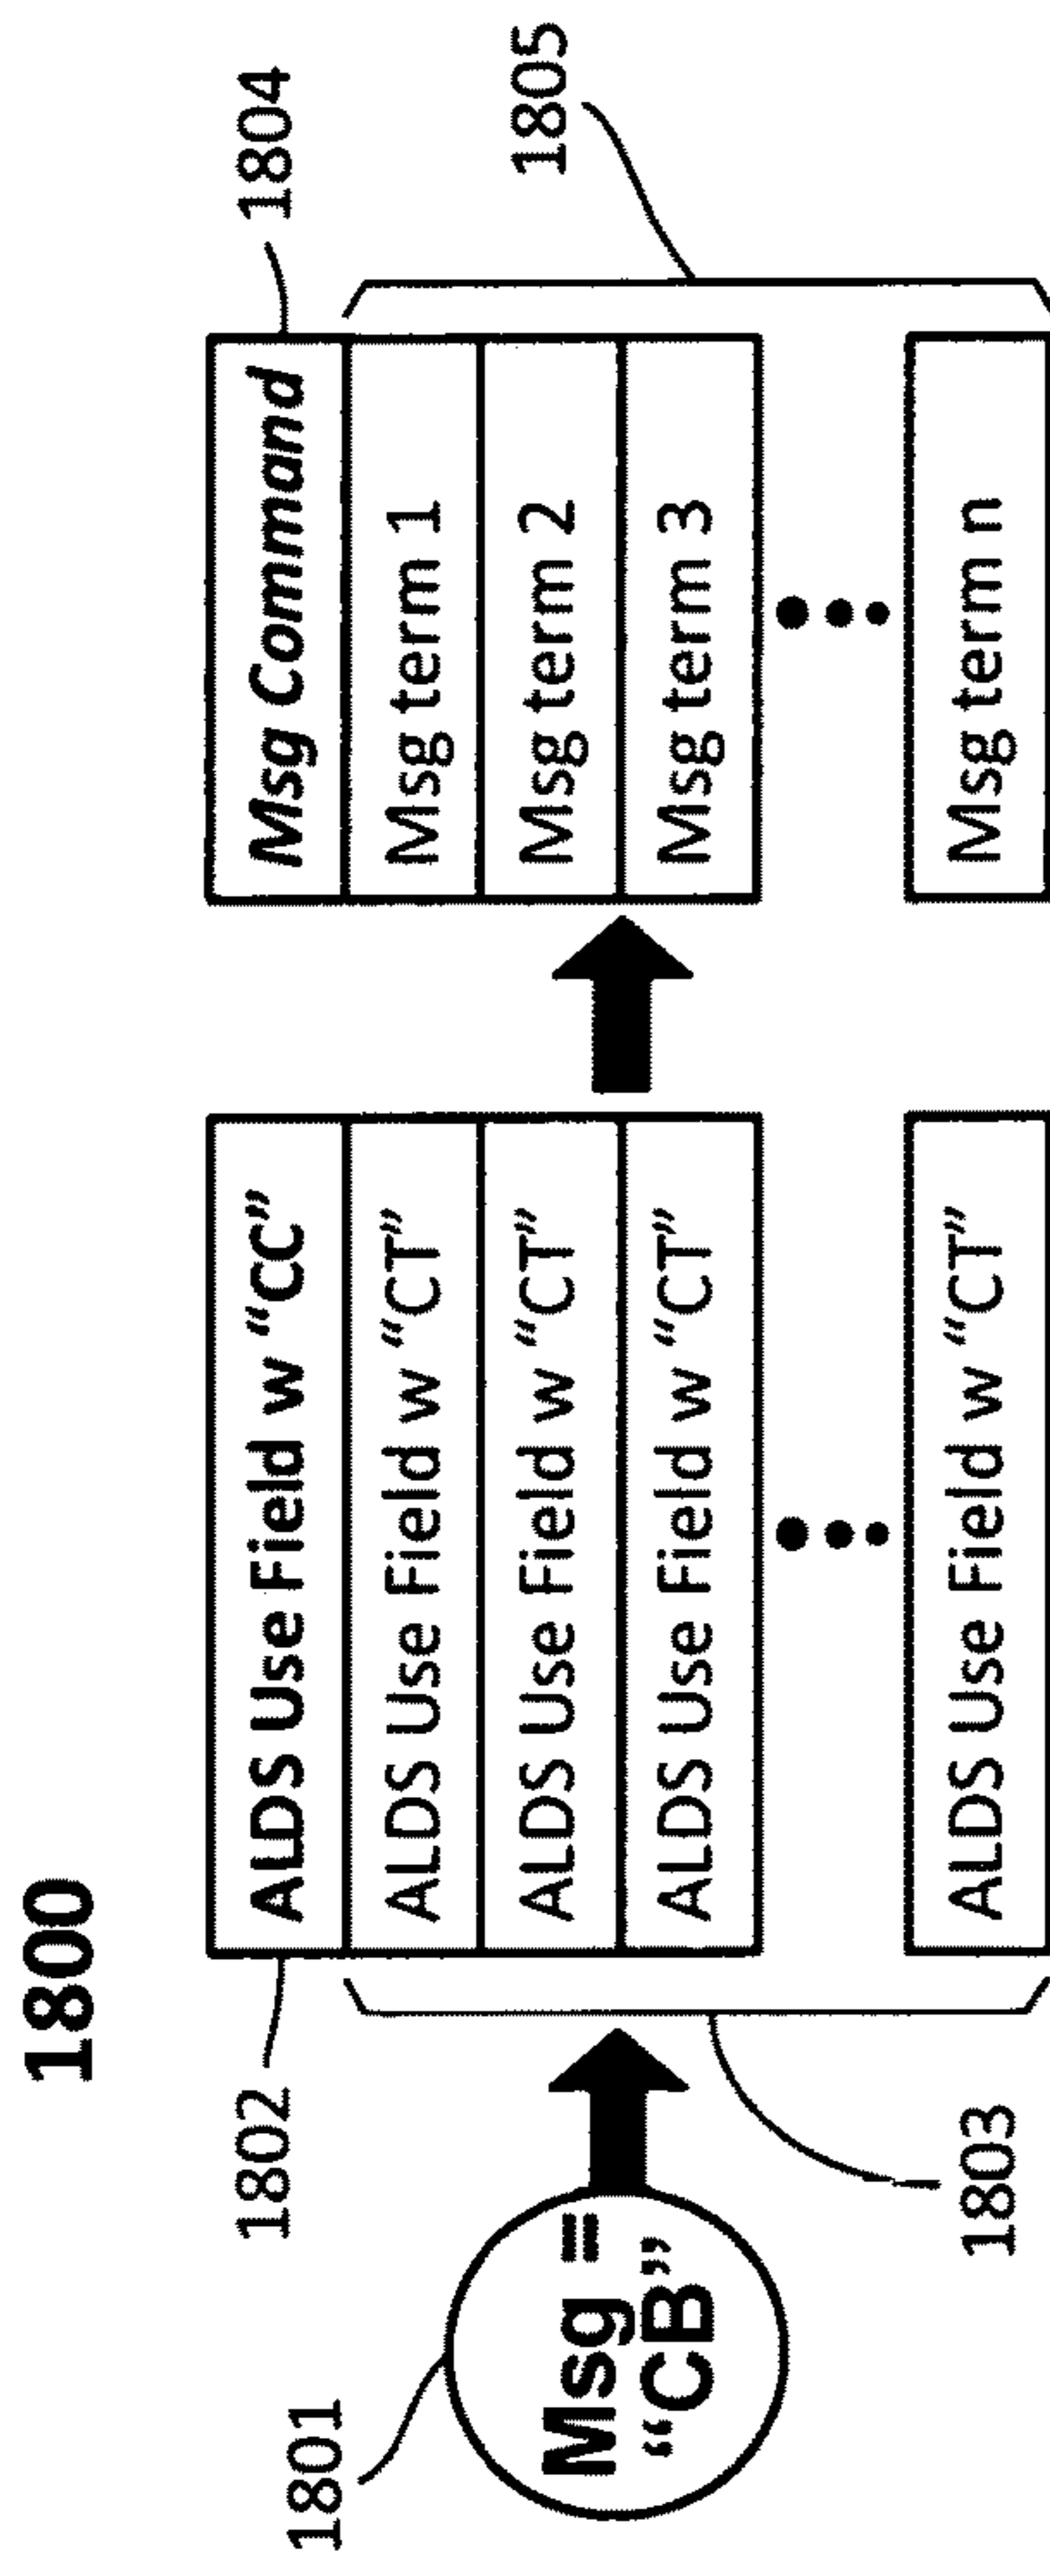 1800
1802
1804
ALDS Use Field w “CC”
Msg Command
1801
ALDS Use Field w “CT”
Msg term 1
1805
Msg =
“CB”
ALDS Use Field w “CT”
Msg term 2
ALDS Use Field w “CT”
Msg term 3
ALDS Use Field w “CT”
Msg term n
1803